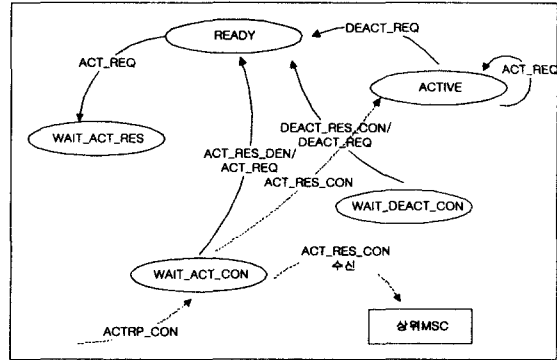 READY
DEACT_REQ
ACT_REQ
ACT_REQ
ACTIVE
WAIT_ACT_RES
DEACT_RES_CON/
DEACT_REQ
ACT_RES_DEN/
ACT_REQ
ACT_RES_CON
WAIT_DEACT_CON
ACT_RES_CON
수신
WAIT_ACT_CON
ACTRP_CON
상위MSC